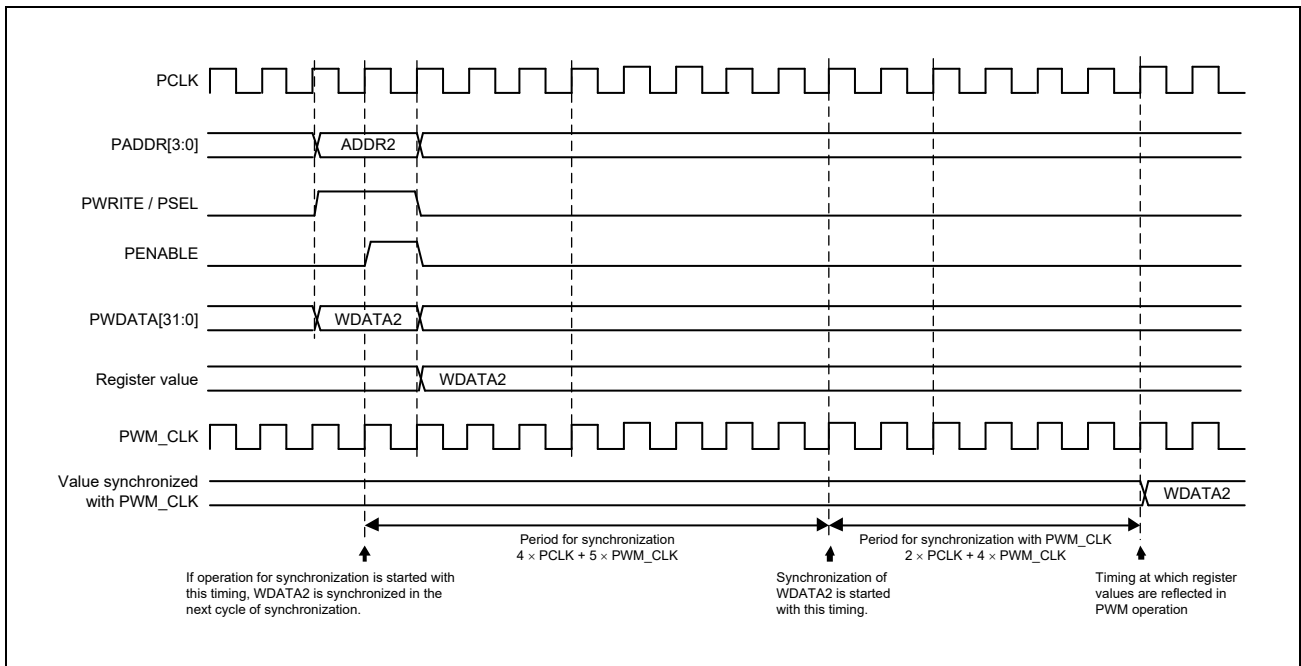 PCLK
PADDR[3:0]
ADDR2
PWRITE / PSEL
PENABLE
PWDATA[31:0]
WDATA2
Register value
WDATA2
PWM_CLK
Value synchronized
with PWM_CLK
WDATA2
Period for synchronization
4 × PCLK + 5 × PWM_CLK
Period for synchronization with PWM_CLK
2 × PCLK + 4 × PWM_CLK
If operation for synchronization is started with
this timing, WDATA2 is synchronized in the
next cycle of synchronization.
Synchronization of
WDATA2 is started
with this timing.
Timing at which register
values are reflected in
PWM operation